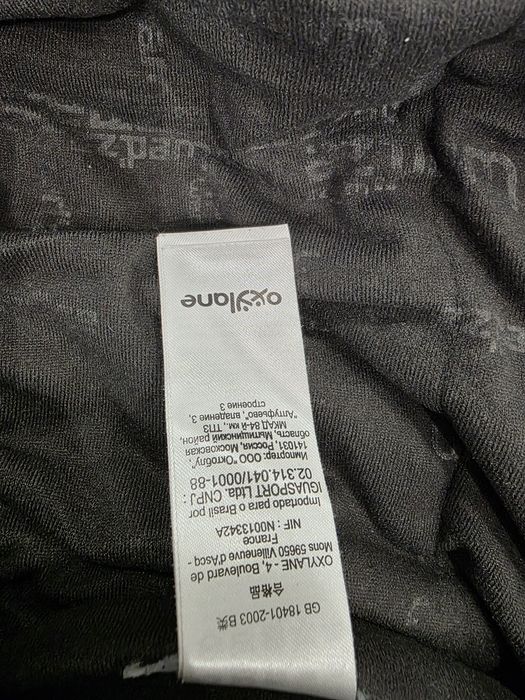 GB 18401-2003 B类
合格品
OXYLANE - 4, Boulevard de
Mons 59650 Villeneuve d'Ascq -
France
NIF : N0013342A
Importado para o Brasil por
IGUASPORT Ltda. CNPJ :
02.314.041/0001-88
Импортер: ООО "Октоблу",
141031, Россия, Московская
область, Мытищинский район,
МКАД 84-й км., ТПЗ
"Алтуфьево", владение 3,
строение 3
oxylane